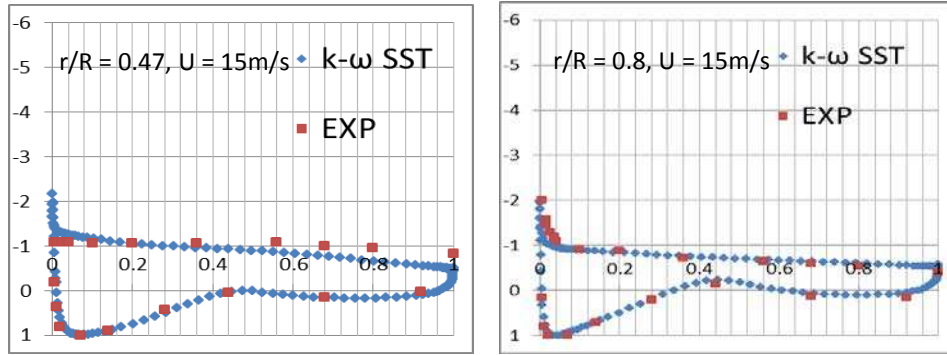 -6
-5
-4
-3
-2
-1
0
1
0 0.2 0.4 0.6 0.8 1
r/R = 0.47, U = 15m/s
k-ω SST
EXP
-6
-5
-4
-3
-2
-1
0
1
0 0.2 0.4 0.6 0.8 1
r/R = 0.8, U = 15m/s
k-ω SST
EXP